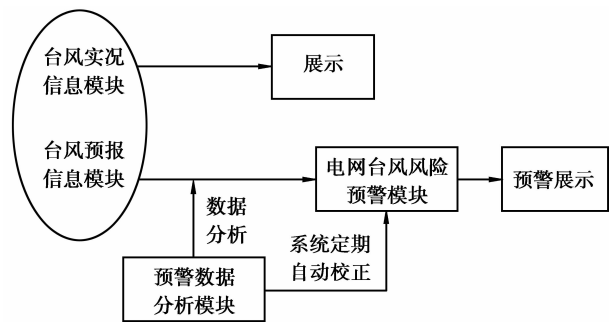 台风实况
信息模块
展示
台风预报
信息模块
电网台风风险
预警模块
预警展示
数据
分析
系统定期
自动校正
预警数据
分析模块